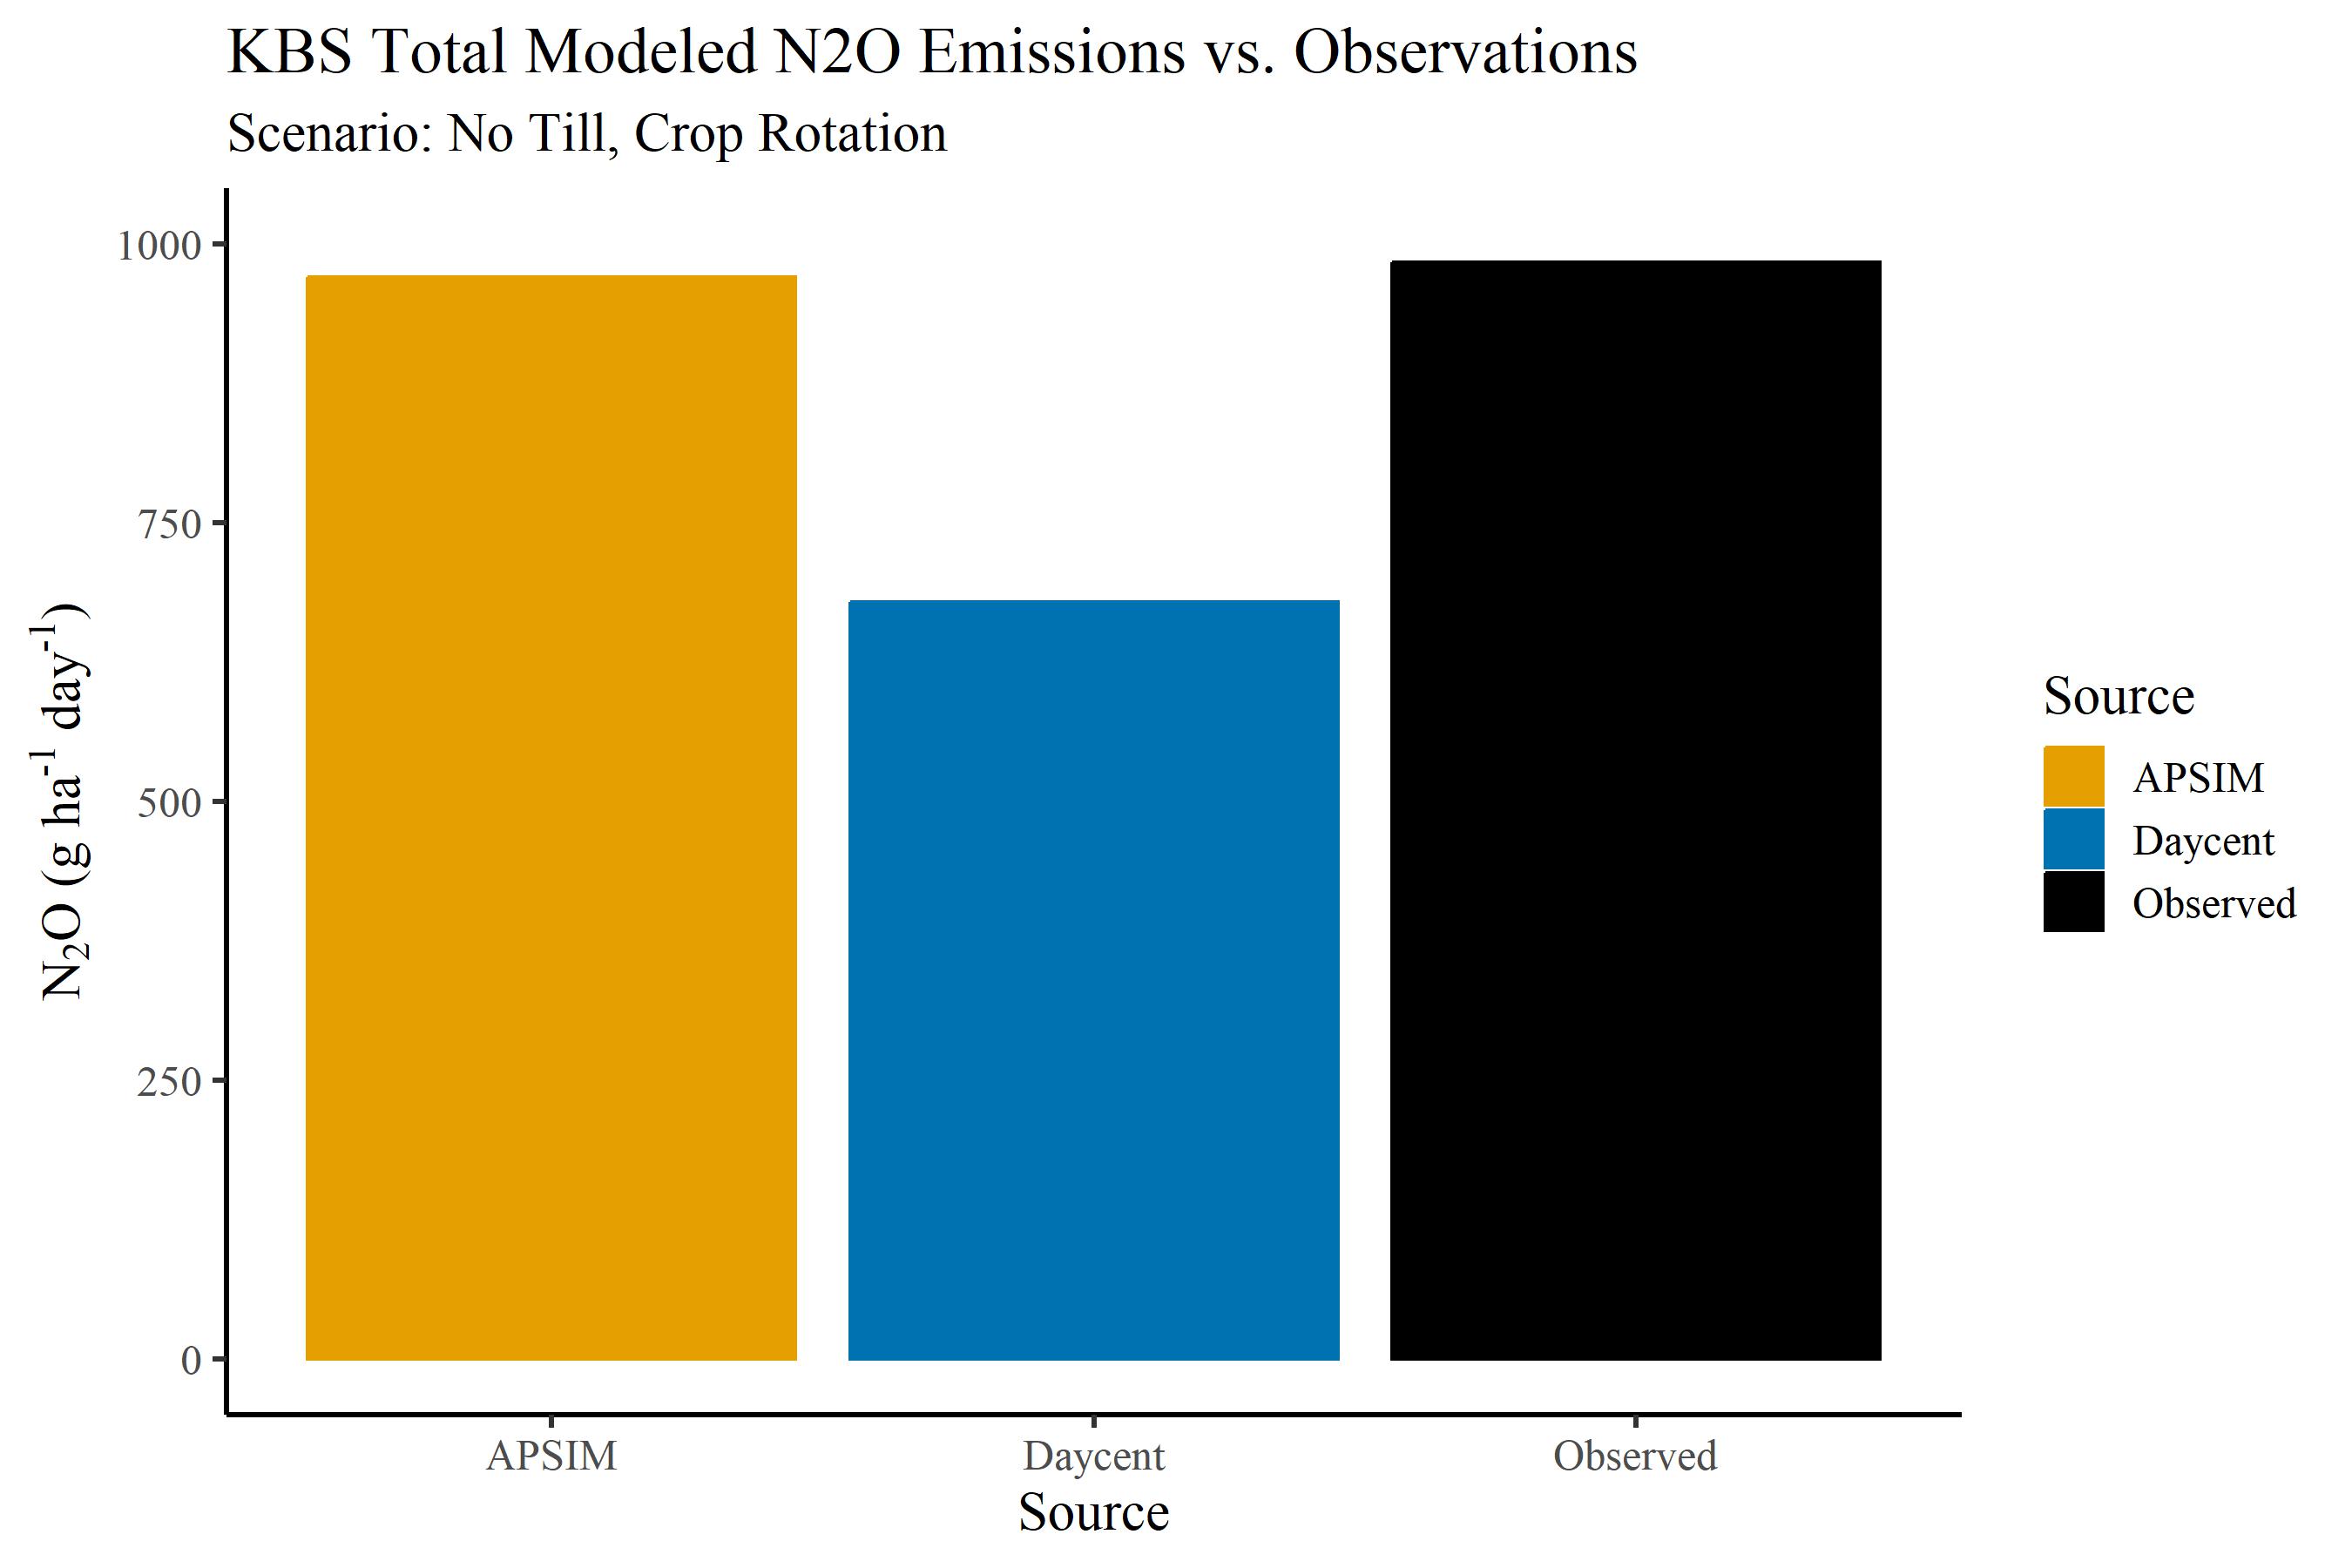 KBS Total Modeled N2O Emissions vs. Observations
Scenario: No Till, Crop Rotation
1000
750
500
250
0
N₂O (g ha⁻¹ day⁻¹)
APSIM
Daycent
Observed
Source
Source
APSIM
Daycent
Observed